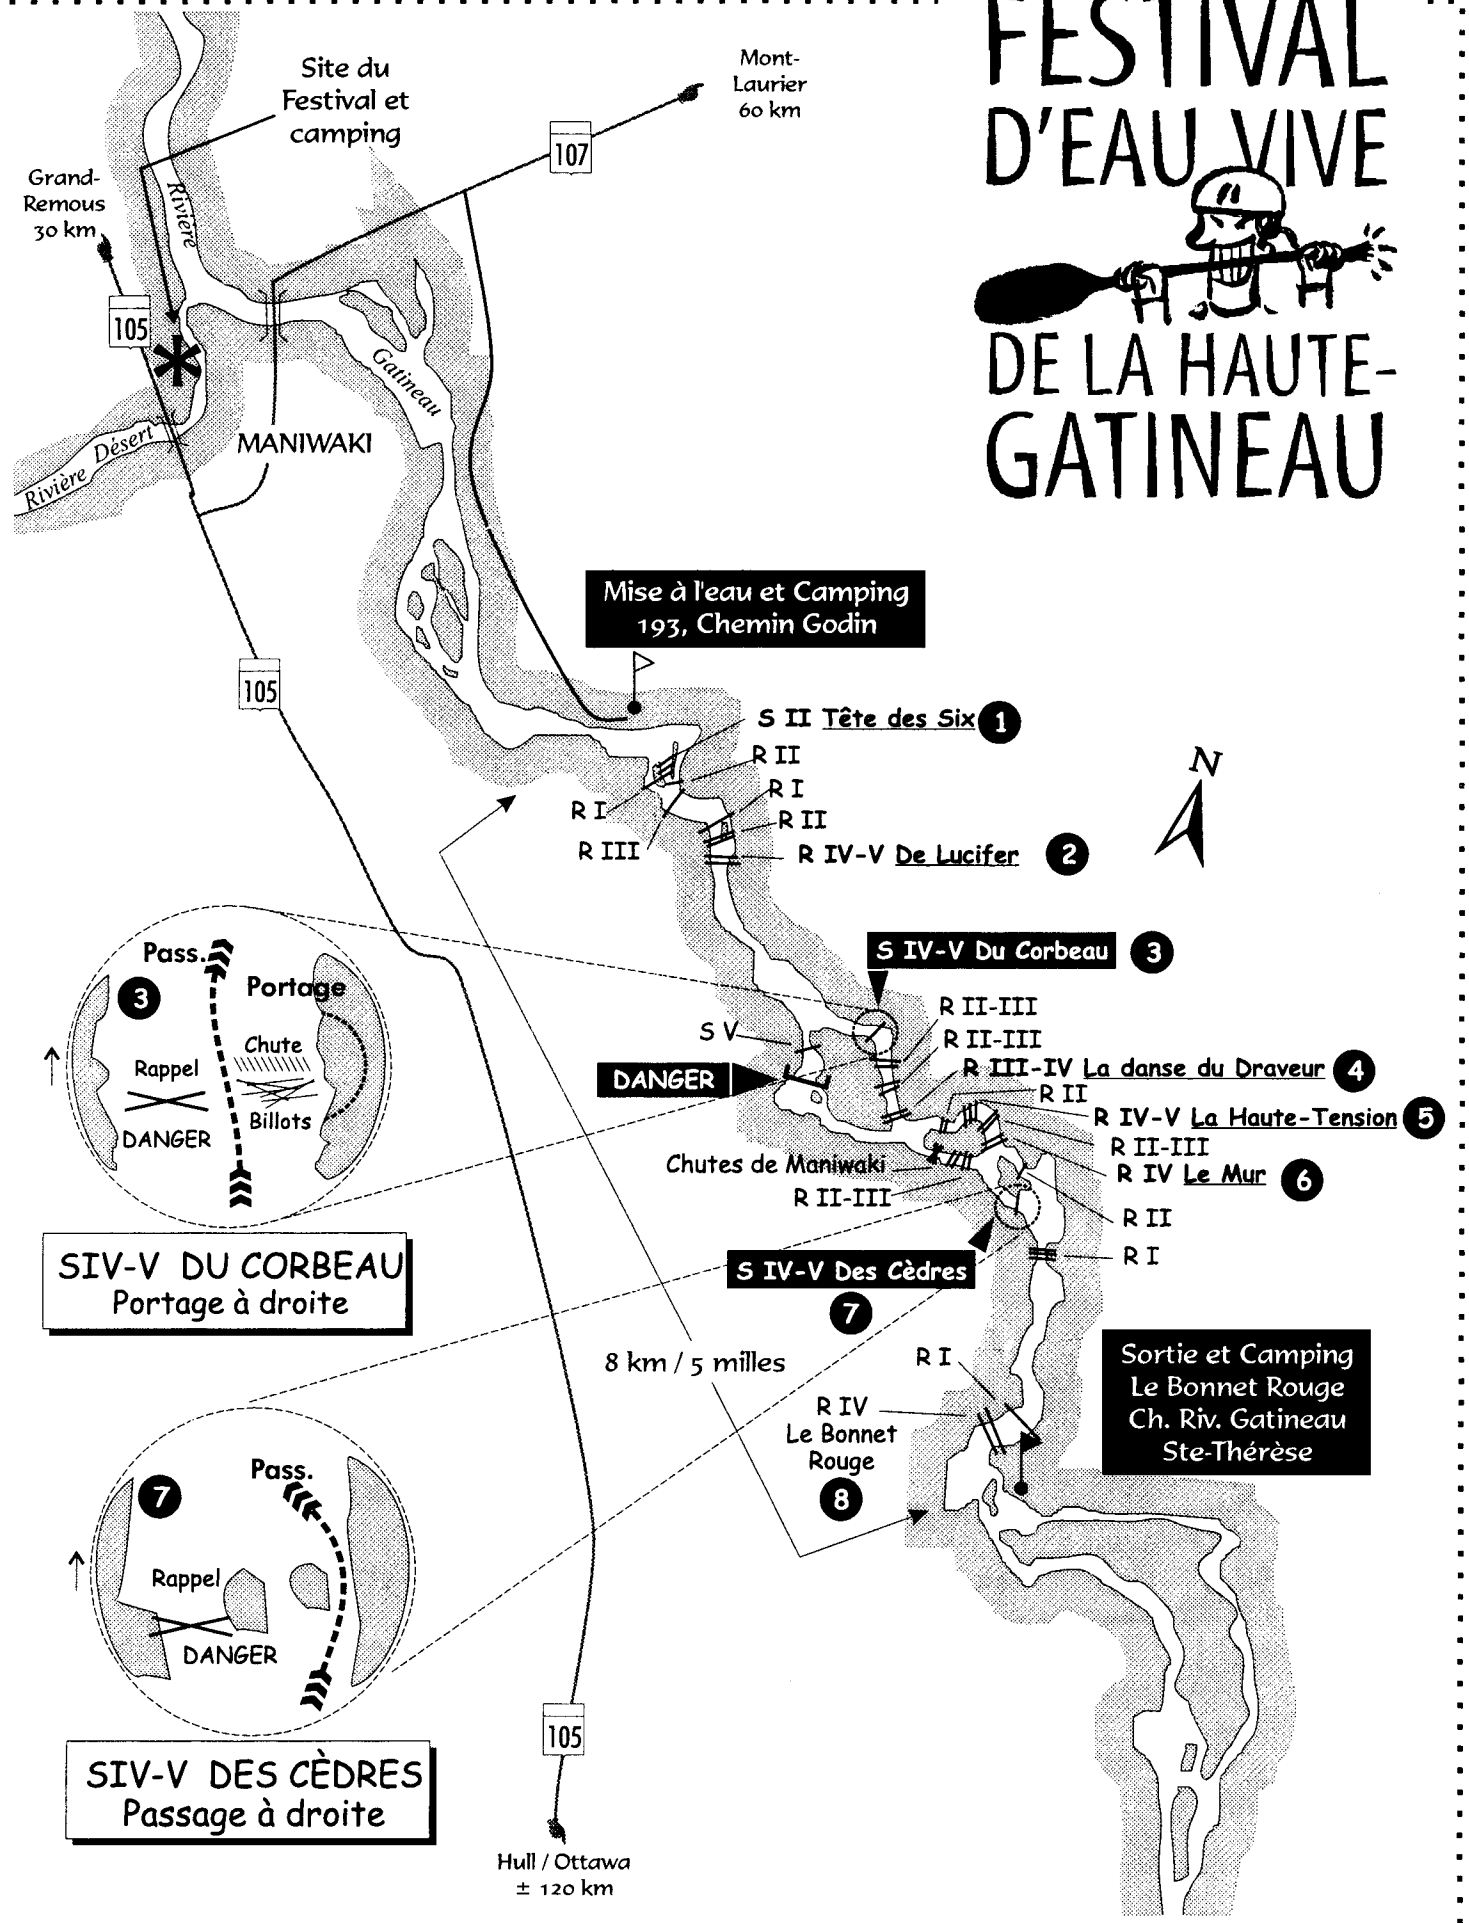 FESTIVAL
D'EAU VIVE
DE LA HAUTE-
GATINEAU
Site du
Festival et
camping
Mont-
Laurier
60 km
107
Grand-
Remous
30 km
105
Rivière
Gatineau
Rivière Désert
MANIWAKI
Mise à l'eau et Camping
193, Chemin Godin
105
S II Tête des Six 1
R II
R I
R I
R II
R III
R IV-V De Lucifer 2
N
S IV-V Du Corbeau 3
R II-III
S V
R II-III
DANGER
R III-IV La danse du Draveur 4
R II
R IV-V La Haute-Tension 5
R II-III
Chutes de Maniwaki
R IV Le Mur 6
R II-III
R II
R I
S IV-V Des Cèdres
7
8 km / 5 milles
R I
R IV
Le Bonnet
Rouge
8
Sortie et Camping
Le Bonnet Rouge
Ch. Riv. Gatineau
Ste-Thérèse
Pass.
3
Portage
Chute
Rappel
Billots
DANGER
SIV-V DU CORBEAU
Portage à droite
Pass.
7
Rappel
DANGER
SIV-V DES CÈDRES
Passage à droite
105
Hull / Ottawa
± 120 km